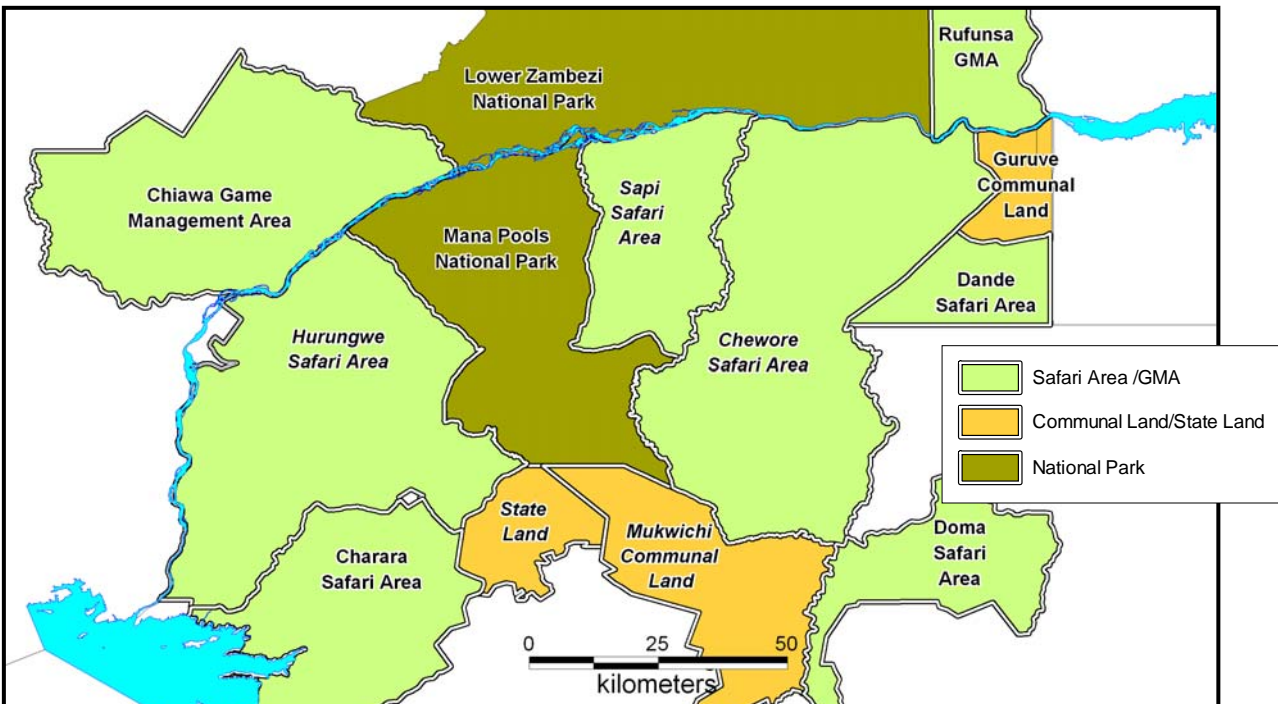 Rufunsa
GMA
Lower Zambezi
National Park
Guruve
Communal
Land
Chiawa Game
Management Area
Sapi
Safari
Area
Mana Pools
National Park
Dande
Safari Area
Hurungwe
Safari Area
Chewore
Safari Area
Safari Area /GMA
Communal Land/State Land
National Park
State
Land
Mukwichi
Communal
Land
Doma
Safari
Area
Charara
Safari Area
0 25 50
kilometers